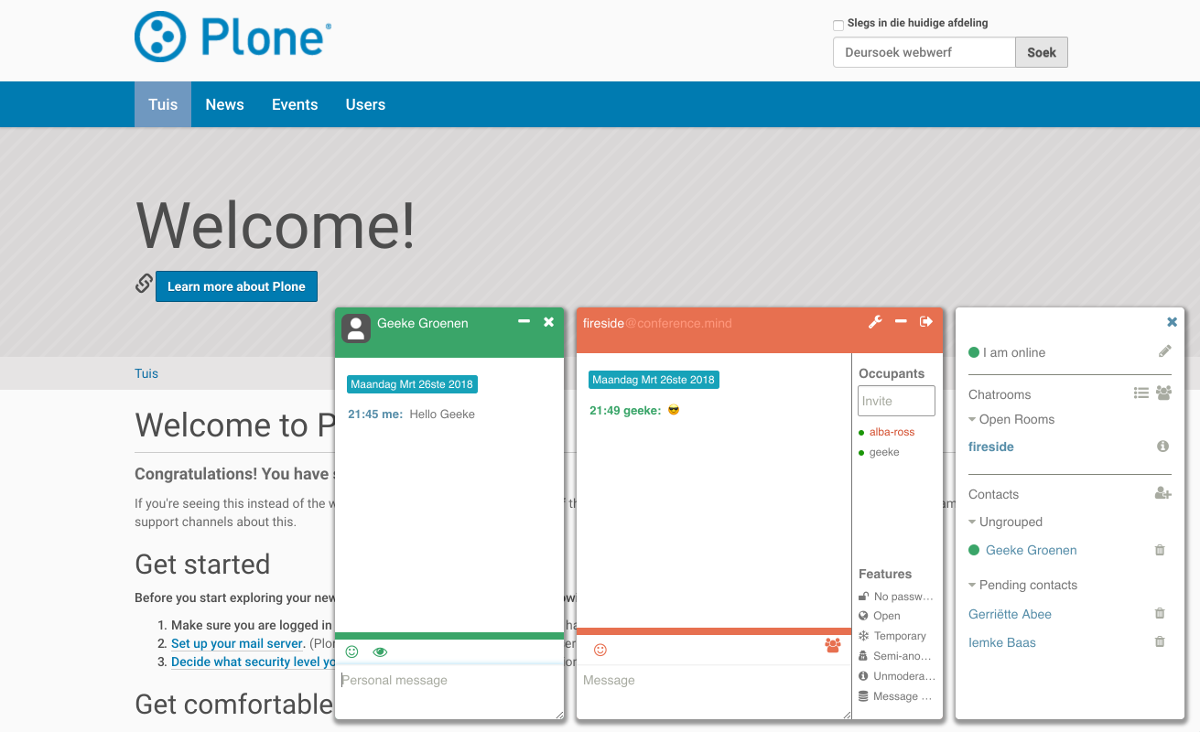 Plone®
Slegs in die huidige afdeling
Deursoek webwerf
Soek
Tuis
News
Events
Users
Welcome!
Learn more about Plone
Tuis
Welcome to P
Congratulations! You have
If you're seeing this instead of the w
support channels about this.
Get started
Before you start exploring your new
1. Make sure you are logged in
2. Set up your mail server. (Plo
3. Decide what security level yo
Get comfortable
Geeke Groenen
Maandag Mrt 26ste 2018
21:45 me: Hello Geeke
Personal message
fireside@conference.mind
Maandag Mrt 26ste 2018
21:49 geeke: 😎
Message
Occupants
Invite
alba-ross
geeke
Features
No passw...
Open
Temporary
Semi-ano...
Unmodera...
Message ...
I am online
Chatrooms
Open Rooms
fireside
Contacts
Ungrouped
Geeke Groenen
Pending contacts
Gerriëtte Abee
Iemke Baas